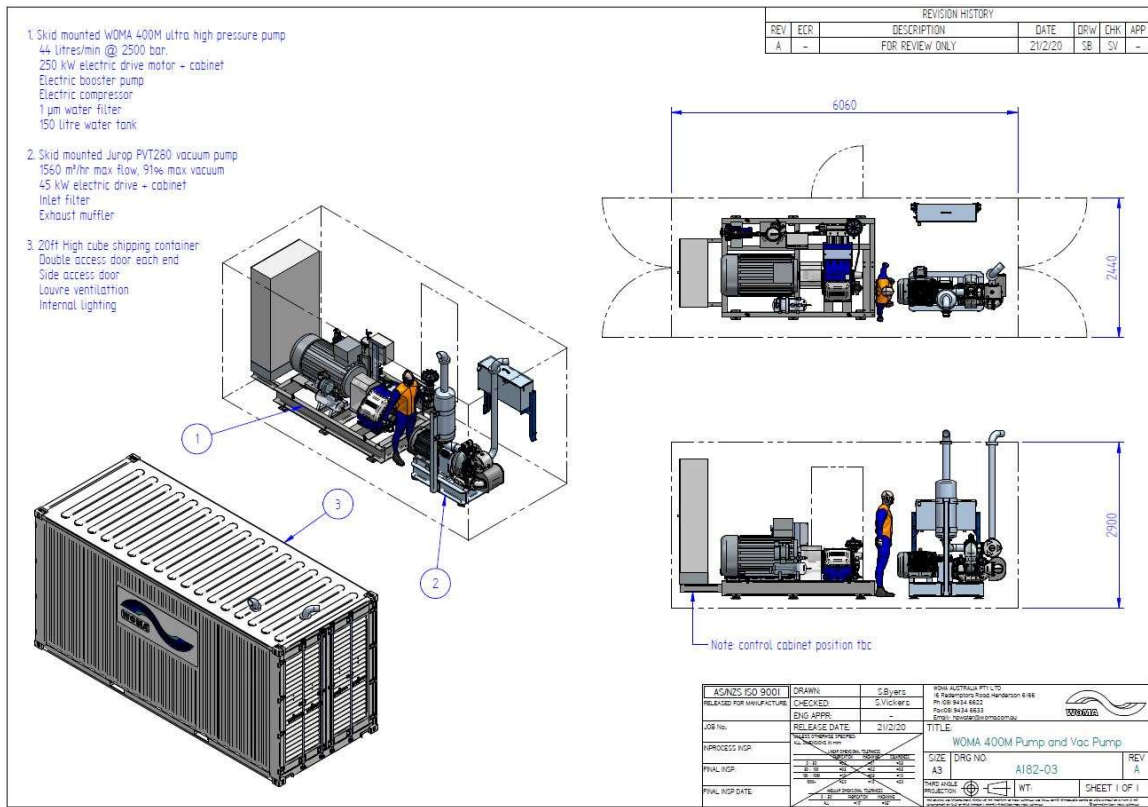 1. Skid mounted WOMA 400M ultra high pressure pump
44 litres/min @ 2500 bar.
250 kW electric drive motor + cabinet
Electric booster pump
Electric compressor
1 µm water filter
150 litre water tank
2. Skid mounted Jurop PVT280 vacuum pump
1560 m³/hr max flow, 91% max vacuum
45 kW electric drive + cabinet
Inlet filter
Exhaust muffler
3. 20ft High cube shipping container
Double access door each end
Side access door
Louvre ventilattion
Internal lighting
REVISION HISTORY
REV ECR DESCRIPTION DATE DRW CHK APP
A - FOR REVIEW ONLY 21/2/20 SB SV -
6060
2440
1
2
3
WOMA
2900
Note: control cabinet position tbc
AS/NZS ISO 9001
RELEASED FOR MANUFACTURE
JOB No:
INPROCESS INSP:
FINAL INSP:
FINAL INSP DATE:
DRAWN: S.Byers
CHECKED: S.Vickers
ENG APPR: -
RELEASE DATE: 21/2/20
UNLESS OTHERWISE SPECIFIED
ALL DIMENSIONS IN mm
WOMA AUSTRALIA PTY LTD
16 Redemptora Road, Henderson 6166
Ph:(08) 9434 6622
Fax:(08) 9434 6633
WOMA
TITLE:
WOMA 400M Pump and Vac Pump
SIZE DRG NO. REV
A3 A182-03 A
THIRD ANGLE PROJECTION WT: SHEET 1 OF 1